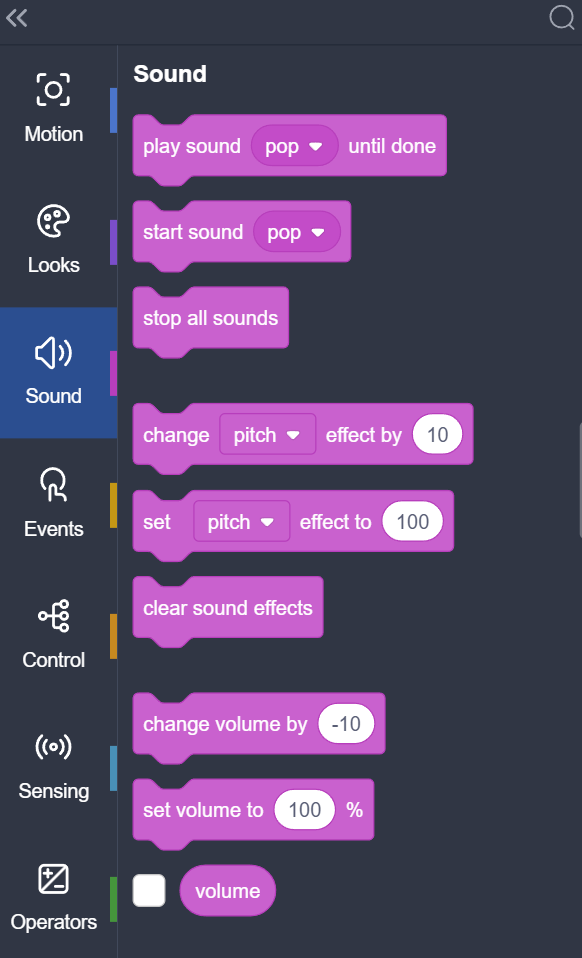 Motion
Looks
Sound
Events
Control
Sensing
Operators
Sound
play sound pop until done
start sound pop
stop all sounds
change pitch effect by 10
set pitch effect to 100
clear sound effects
change volume by -10
set volume to 100 %
volume